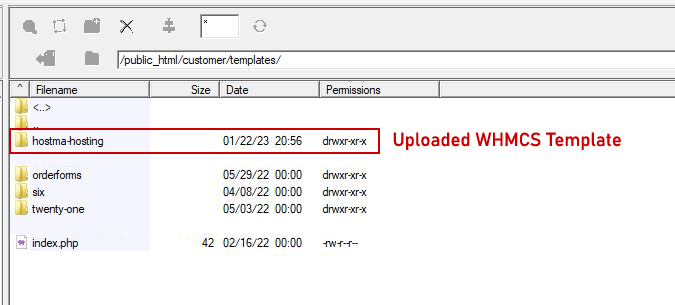 *
/public_html/customer/templates/
^ Filename Size Date Permissions
<..>
..
hostma-hosting 01/22/23 20:56 drwxr-xr-x Uploaded WHMCS Template
orderforms 05/29/22 00:00 drwxr-xr-x
six 04/08/22 00:00 drwxr-xr-x
twenty-one 05/03/22 00:00 drwxr-xr-x
index.php 42 02/16/22 00:00 -rw-r--r--